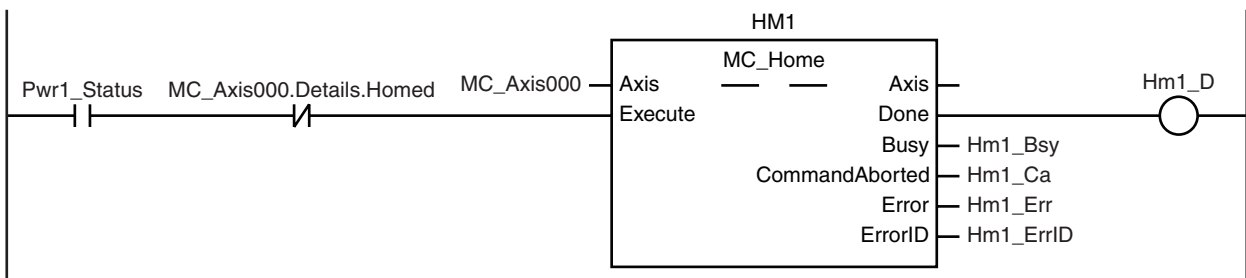 HM1
MC_Home
Pwr1_Status MC_Axis000.Details.Homed MC_Axis000 Axis Axis Hm1_D
Execute Done
Busy Hm1_Bsy
CommandAborted Hm1_Ca
Error Hm1_Err
ErrorID Hm1_ErrID